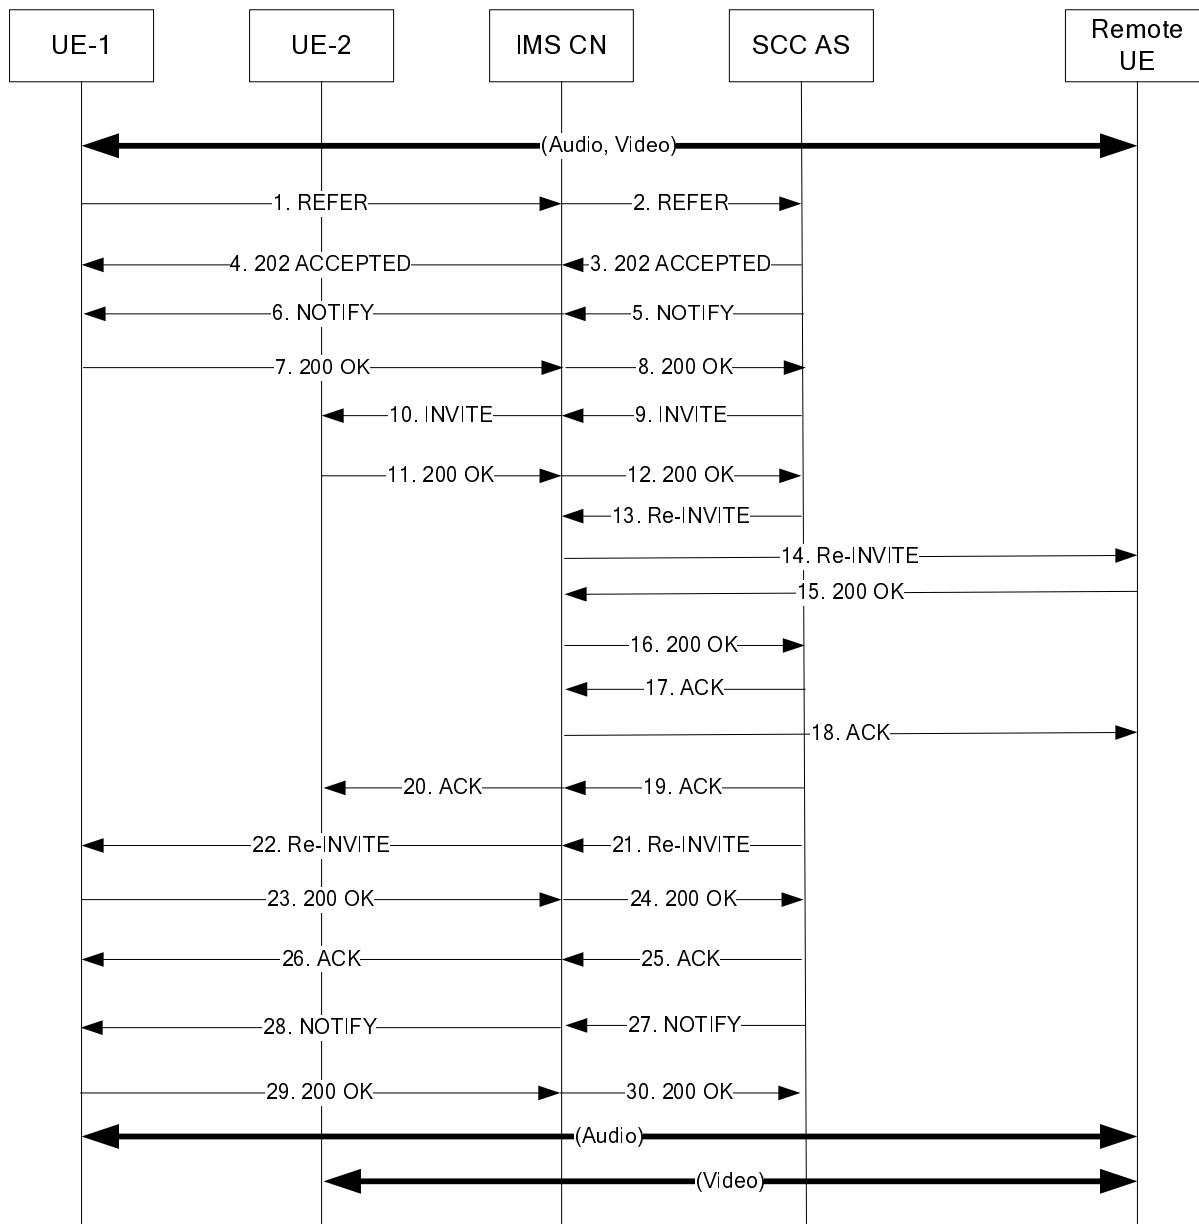 UE-1
UE-2
IMS CN
SCC AS
Remote
UE
(Audio, Video)
1. REFER
2. REFER
4. 202 ACCEPTED
3. 202 ACCEPTED
6. NOTIFY
5. NOTIFY
7. 200 OK
8. 200 OK
10. INVITE
9. INVITE
11. 200 OK
12. 200 OK
13. Re-INVITE
14. Re-INVITE
15. 200 OK
16. 200 OK
17. ACK
18. ACK
20. ACK
19. ACK
22. Re-INVITE
21. Re-INVITE
23. 200 OK
24. 200 OK
26. ACK
25. ACK
28. NOTIFY
27. NOTIFY
29. 200 OK
30. 200 OK
(Audio)
(Video)